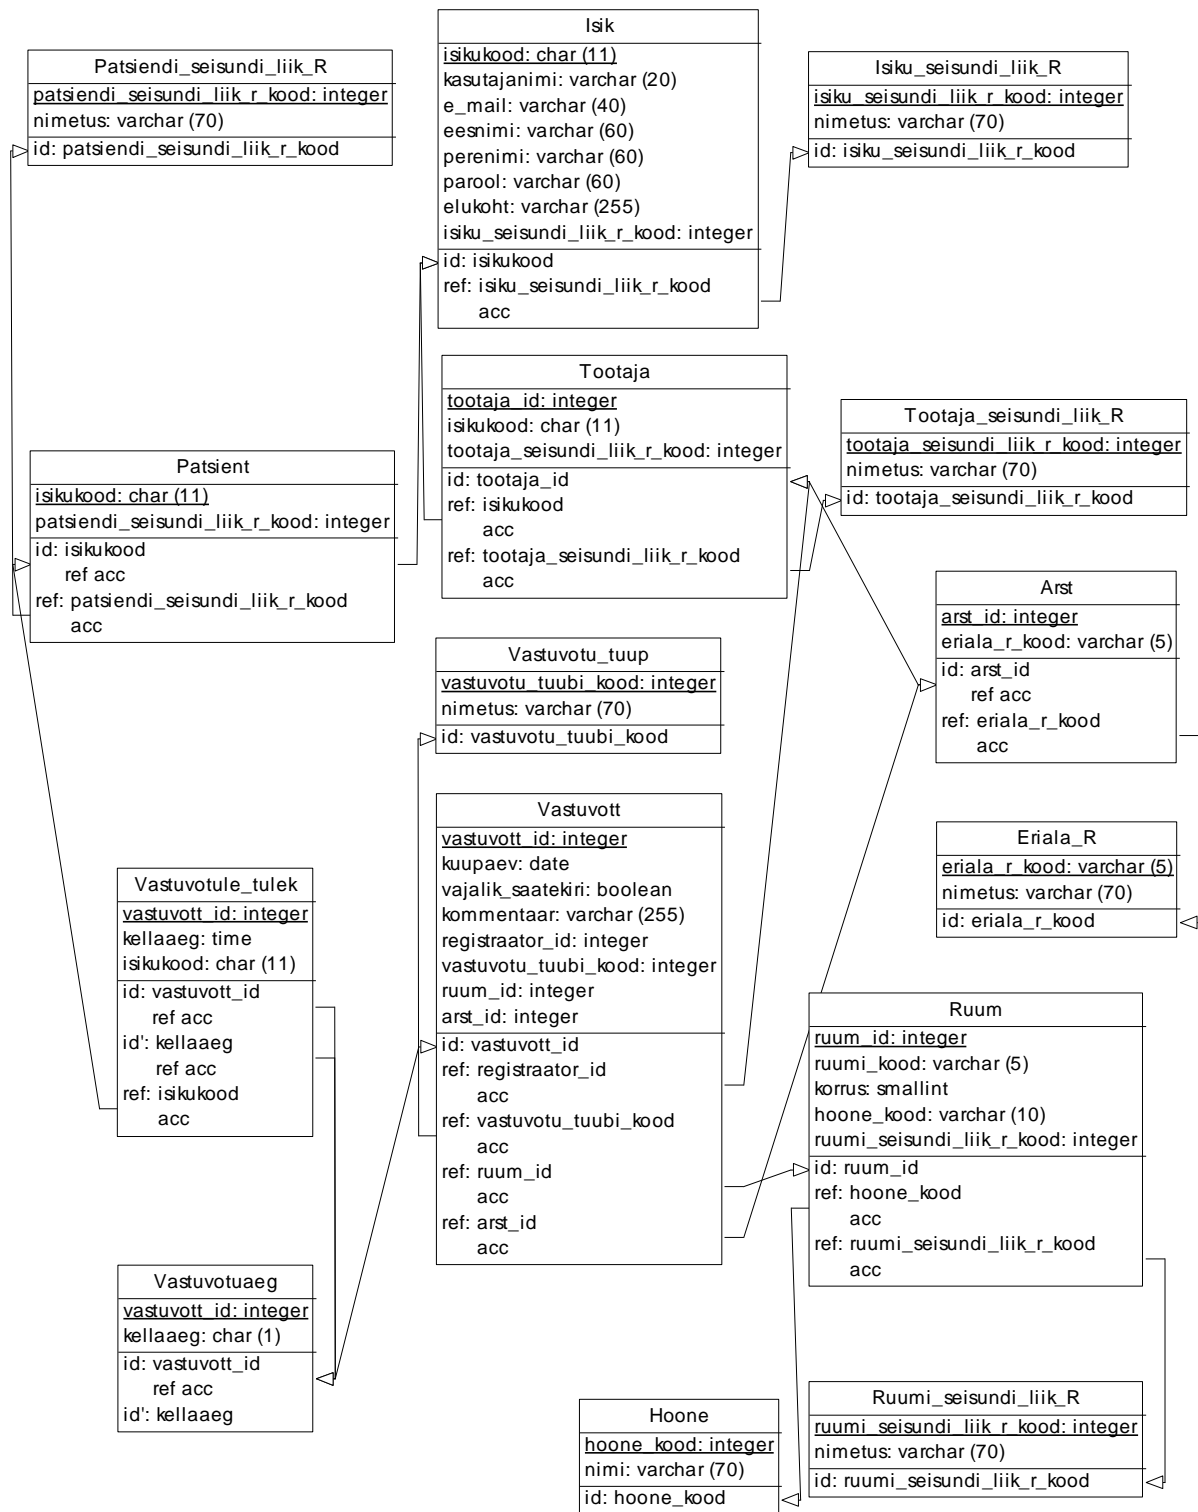 Patsiendi_seisundi_liik_R
patsiendi_seisundi_liik_r_kood: integer
nimetus: varchar (70)
id: patsiendi_seisundi_liik_r_kood
Isik
isikukood: char (11)
kasutajanimi: varchar (20)
e_mail: varchar (40)
eesnimi: varchar (60)
perenimi: varchar (60)
parool: varchar (60)
elukoht: varchar (255)
isiku_seisundi_liik_r_kood: integer
id: isikukood
ref: isiku_seisundi_liik_r_kood
acc
Isiku_seisundi_liik_R
isiku_seisundi_liik_r_kood: integer
nimetus: varchar (70)
id: isiku_seisundi_liik_r_kood
Tootaja
tootaja_id: integer
isikukood: char (11)
tootaja_seisundi_liik_r_kood: integer
id: tootaja_id
ref: isikukood
acc
ref: tootaja_seisundi_liik_r_kood
acc
Tootaja_seisundi_liik_R
tootaja_seisundi_liik_r_kood: integer
nimetus: varchar (70)
id: tootaja_seisundi_liik_r_kood
Patsient
isikukood: char (11)
patsiendi_seisundi_liik_r_kood: integer
id: isikukood
ref acc
ref: patsiendi_seisundi_liik_r_kood
acc
Arst
arst_id: integer
eriala_r_kood: varchar (5)
id: arst_id
ref acc
ref: eriala_r_kood
acc
Vastuvotu_tuup
vastuvotu_tuubi_kood: integer
nimetus: varchar (70)
id: vastuvotu_tuubi_kood
Vastuvott
vastuvott_id: integer
kuupaev: date
vajalik_saatekiri: boolean
kommentaar: varchar (255)
registraator_id: integer
vastuvotu_tuubi_kood: integer
ruum_id: integer
arst_id: integer
id: vastuvott_id
ref: registraator_id
acc
ref: vastuvotu_tuubi_kood
acc
ref: ruum_id
acc
ref: arst_id
acc
Eriala_R
eriala_r_kood: varchar (5)
nimetus: varchar (70)
id: eriala_r_kood
Vastuvotule_tulek
vastuvott_id: integer
kellaaeg: time
isikukood: char (11)
id: vastuvott_id
ref acc
id': kellaaeg
ref acc
ref: isikukood
acc
Ruum
ruum_id: integer
ruumi_kood: varchar (5)
korrus: smallint
hoone_kood: varchar (10)
ruumi_seisundi_liik_r_kood: integer
id: ruum_id
ref: hoone_kood
acc
ref: ruumi_seisundi_liik_r_kood
acc
Vastuvotuaeg
vastuvott_id: integer
kellaaeg: char (1)
id: vastuvott_id
ref acc
id': kellaaeg
Hoone
hoone_kood: integer
nimi: varchar (70)
id: hoone_kood
Ruumi_seisundi_liik_R
ruumi_seisundi_liik_r_kood: integer
nimetus: varchar (70)
id: ruumi_seisundi_liik_r_kood